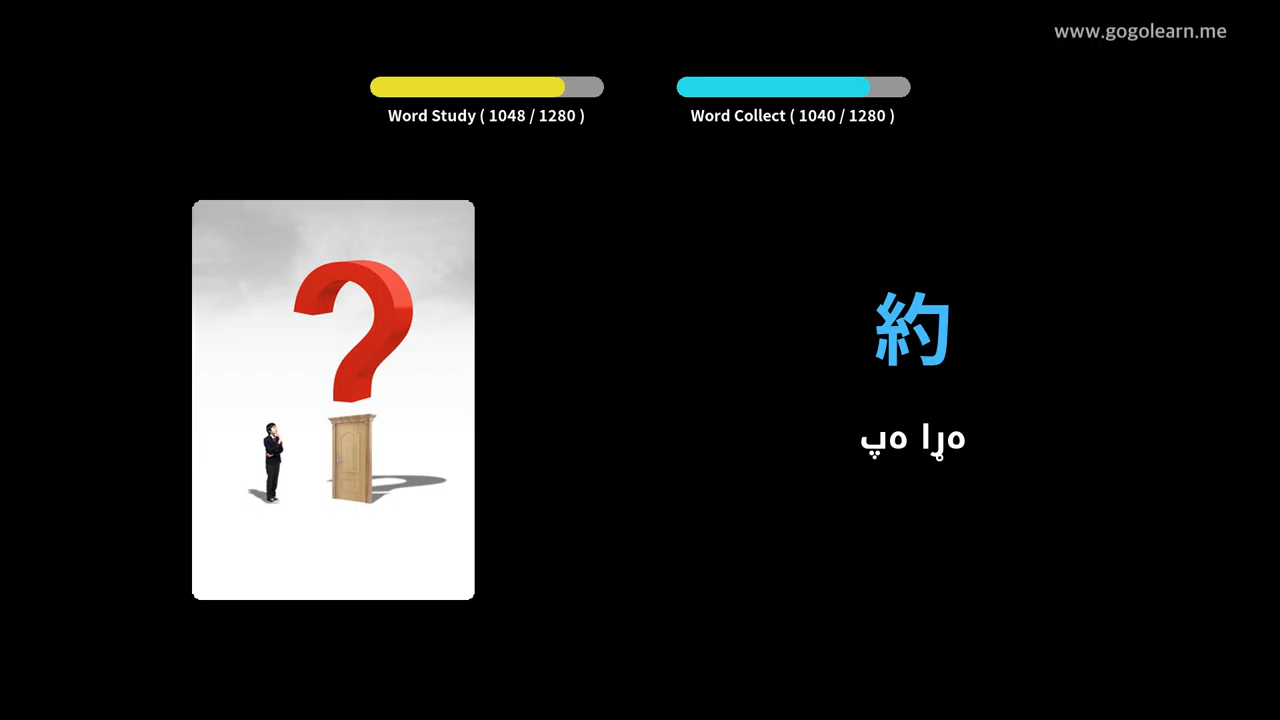 www.gogolearn.me
Word Study ( 1048 / 1280 )
Word Collect ( 1040 / 1280 )
約
په اړه